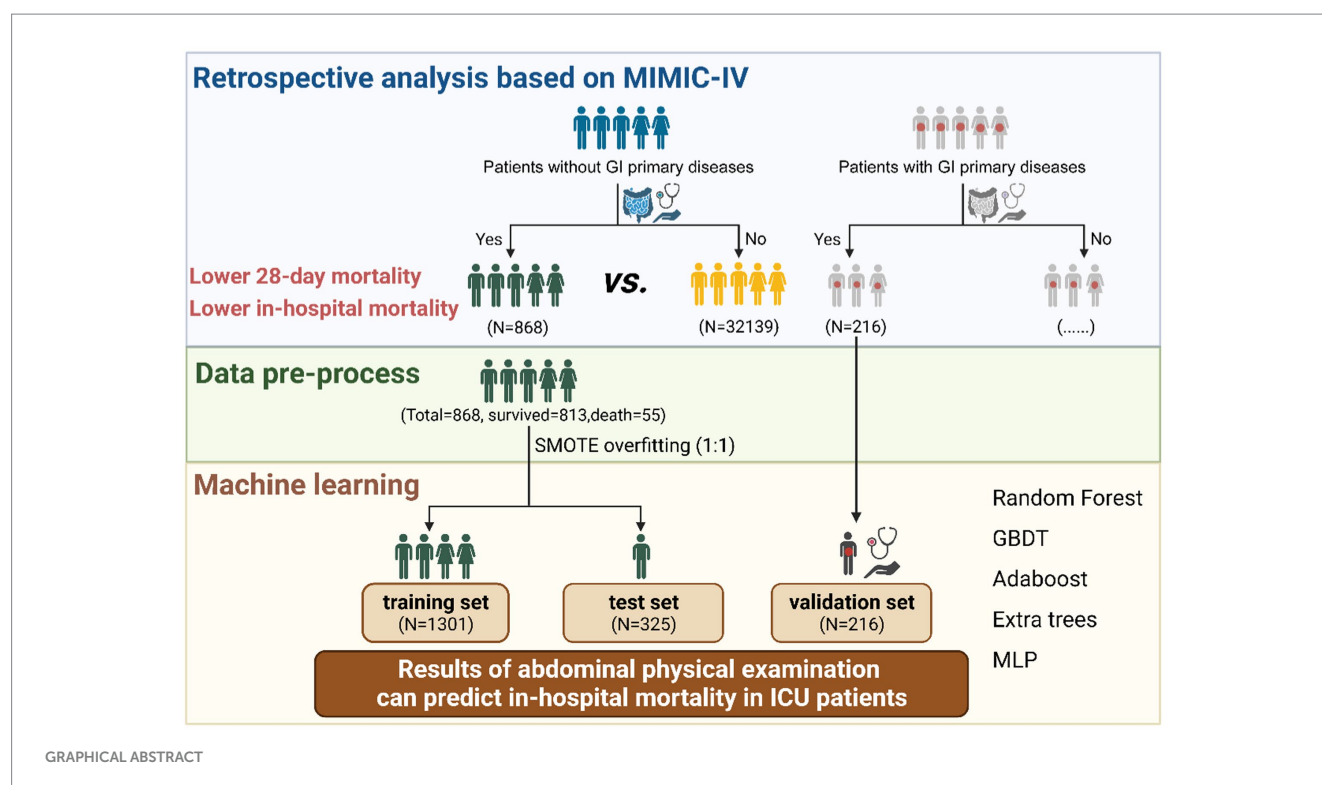 Retrospective analysis based on MIMIC-IV
Patients without GI primary diseases
Patients with GI primary diseases
Yes
No
Yes
No
Lower 28-day mortality
Lower in-hospital mortality
VS.
(N=868)
(N=32139)
(N=216)
(......)
Data pre-process
(Total=868, survived=813,death=55)
SMOTE overfitting (1:1)
Machine learning
training set
(N=1301)
test set
(N=325)
validation set
(N=216)
Random Forest
GBDT
Adaboost
Extra trees
MLP
Results of abdominal physical examination
can predict in-hospital mortality in ICU patients
GRAPHICAL ABSTRACT